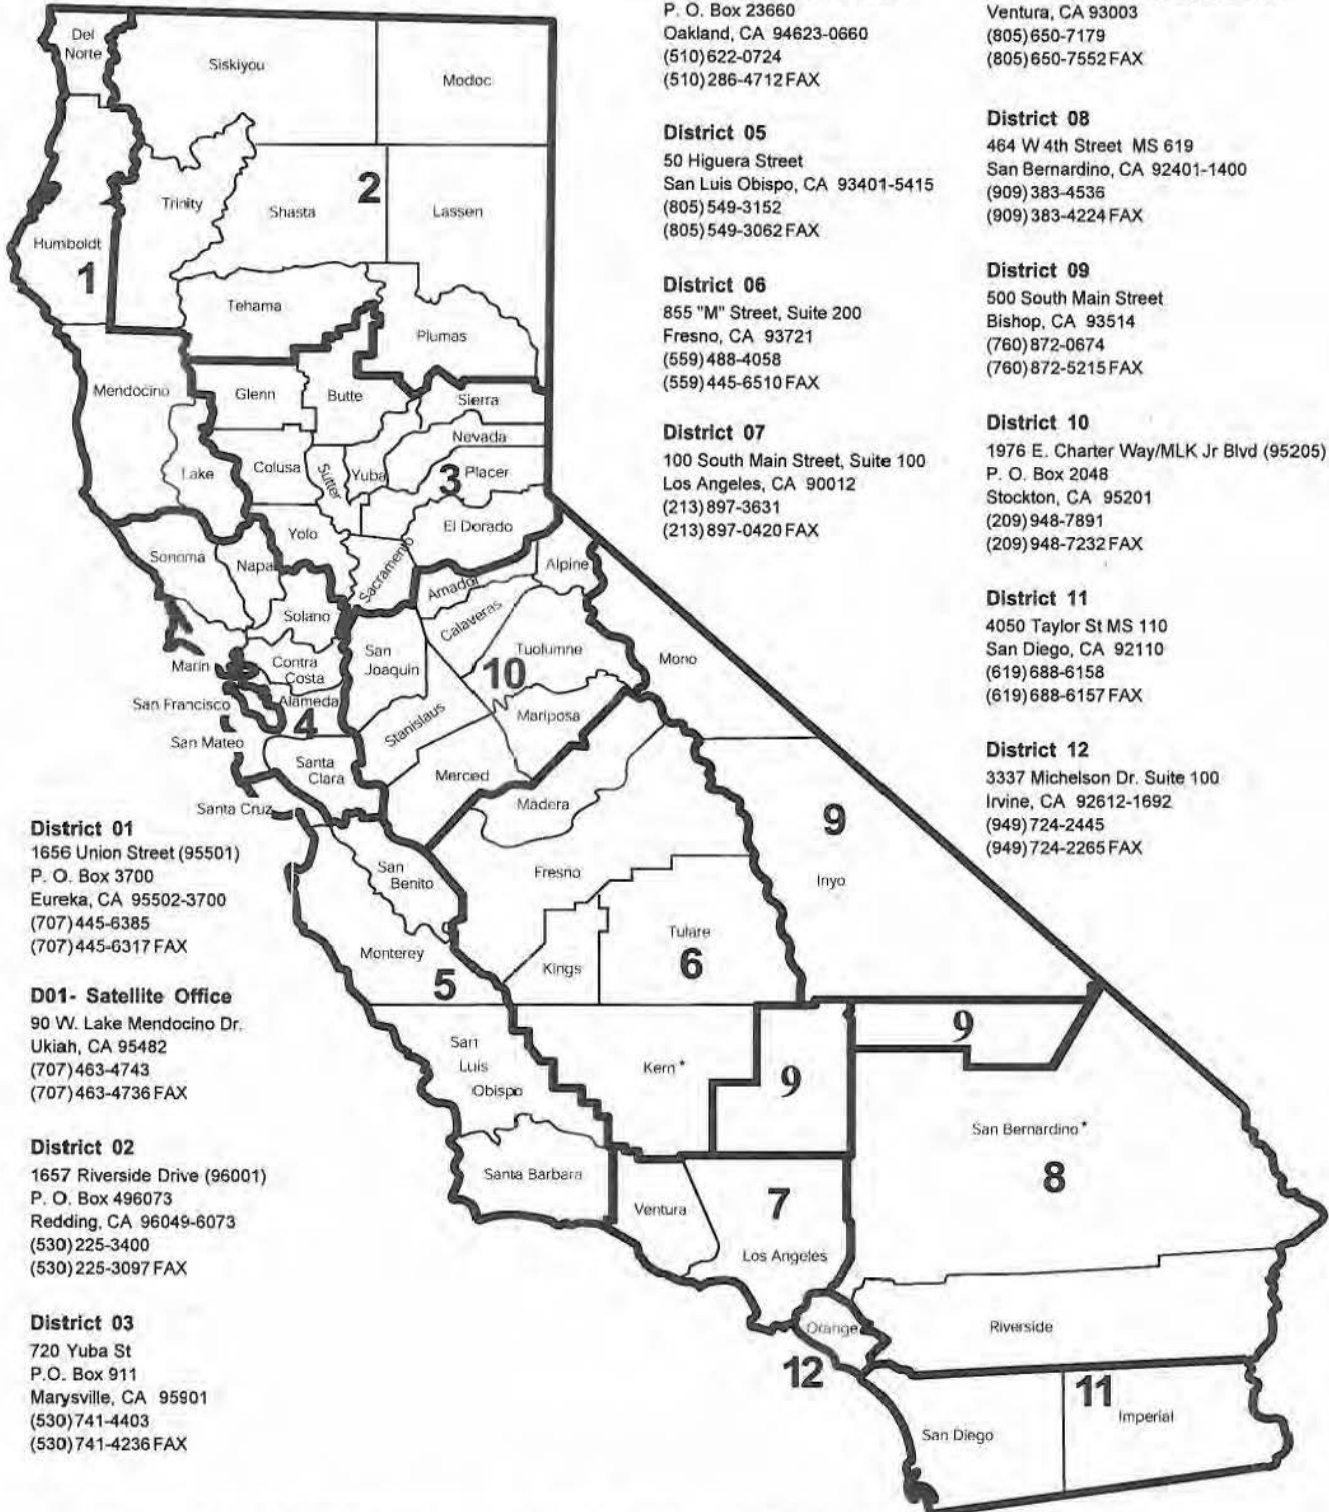 P. O. Box 23660
Oakland, CA 94623-0660
(510)622-0724
(510)286-4712 FAX
District 05
50 Higuera Street
San Luis Obispo, CA 93401-5415
(805)549-3152
(805)549-3062 FAX
District 06
855 "M" Street, Suite 200
Fresno, CA 93721
(559)488-4058
(559)445-6510 FAX
District 07
100 South Main Street, Suite 100
Los Angeles, CA 90012
(213)897-3631
(213)897-0420 FAX
Ventura, CA 93003
(805)650-7179
(805)650-7552 FAX
District 08
464 W 4th Street MS 619
San Bernardino, CA 92401-1400
(909)383-4536
(909)383-4224 FAX
District 09
500 South Main Street
Bishop, CA 93514
(760)872-0674
(760)872-5215 FAX
District 10
1976 E. Charter Way/MLK Jr Blvd (95205)
P. O. Box 2048
Stockton, CA 95201
(209)948-7891
(209)948-7232 FAX
District 11
4050 Taylor St MS 110
San Diego, CA 92110
(619)688-6158
(619)688-6157 FAX
District 12
3337 Michelson Dr. Suite 100
Irvine, CA 92612-1692
(949)724-2445
(949)724-2265 FAX
Del
Norte
Siskiyou
Modoc
2
Trinity
Shasta
Lassen
Humboldt
1
Tehama
Plumas
Mendocino
Glenn
Butte
Sierra
Nevada
Lake
Colusa
Sutter
Yuba
3
Placer
El Dorado
Yolo
Sonoma
Napa
Sacramento
Amador
Alpine
Solano
Calaveras
Marin
Contra
Costa
San
Joaquin
Tuolumne
10
Mono
San Francisco
Alameda
4
Stanislaus
Mariposa
San Mateo
Santa
Clara
Merced
Madera
Santa Cruz
9
San
Benito
Fresno
Inyo
Monterey
5
Kings
Tulare
6
9
San
Luis
Obispo
Kern *
9
San Bernardino *
8
Santa Barbara
Ventura
7
Los Angeles
Orange
12
Riverside
11
San Diego
Imperial
District 01
1656 Union Street (95501)
P. O. Box 3700
Eureka, CA 95502-3700
(707)445-6385
(707)445-6317 FAX
D01- Satellite Office
90 W. Lake Mendocino Dr.
Ukiah, CA 95482
(707)463-4743
(707)463-4736 FAX
District 02
1657 Riverside Drive (96001)
P. O. Box 496073
Redding, CA 96049-6073
(530)225-3400
(530)225-3097 FAX
District 03
720 Yuba St
P.O. Box 911
Marysville, CA 95901
(530)741-4403
(530)741-4236 FAX